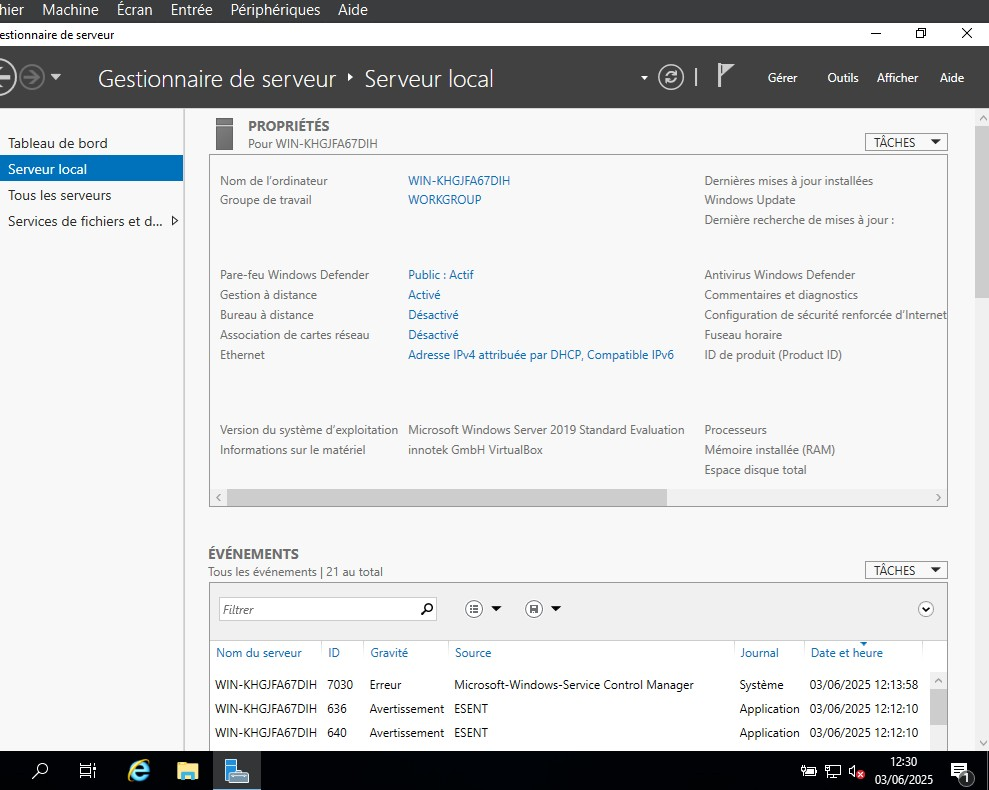 hier Machine Écran Entrée Périphériques Aide
estionnaire de serveur
Gestionnaire de serveur Serveur local
Gérer Outils Afficher Aide
Tableau de bord
Serveur local
Tous les serveurs
Services de fichiers et d...
PROPRIÉTÉS
Pour WIN-KHGJFA67DIH
TÂCHES
Nom de l'ordinateur WIN-KHGJFA67DIH Dernières mises à jour installées
Groupe de travail WORKGROUP Windows Update
Dernière recherche de mises à jour :
Pare-feu Windows Defender Public : Actif Antivirus Windows Defender
Gestion à distance Activé Commentaires et diagnostics
Bureau à distance Désactivé Configuration de sécurité renforcée d'Internet
Association de cartes réseau Désactivé Fuseau horaire
Ethernet Adresse IPv4 attribuée par DHCP, Compatible IPv6 ID de produit (Product ID)
Version du système d'exploitation Microsoft Windows Server 2019 Standard Evaluation Processeurs
Informations sur le matériel innotek GmbH VirtualBox Mémoire installée (RAM)
Espace disque total
ÉVÉNEMENTS
Tous les événements | 21 au total
TÂCHES
Filtrer
Nom du serveur ID Gravité Source Journal Date et heure
WIN-KHGJFA67DIH 7030 Erreur Microsoft-Windows-Service Control Manager Système 03/06/2025 12:13:58
WIN-KHGJFA67DIH 636 Avertissement ESENT Application 03/06/2025 12:12:10
WIN-KHGJFA67DIH 640 Avertissement ESENT Application 03/06/2025 12:12:10
12:30
03/06/2025
1